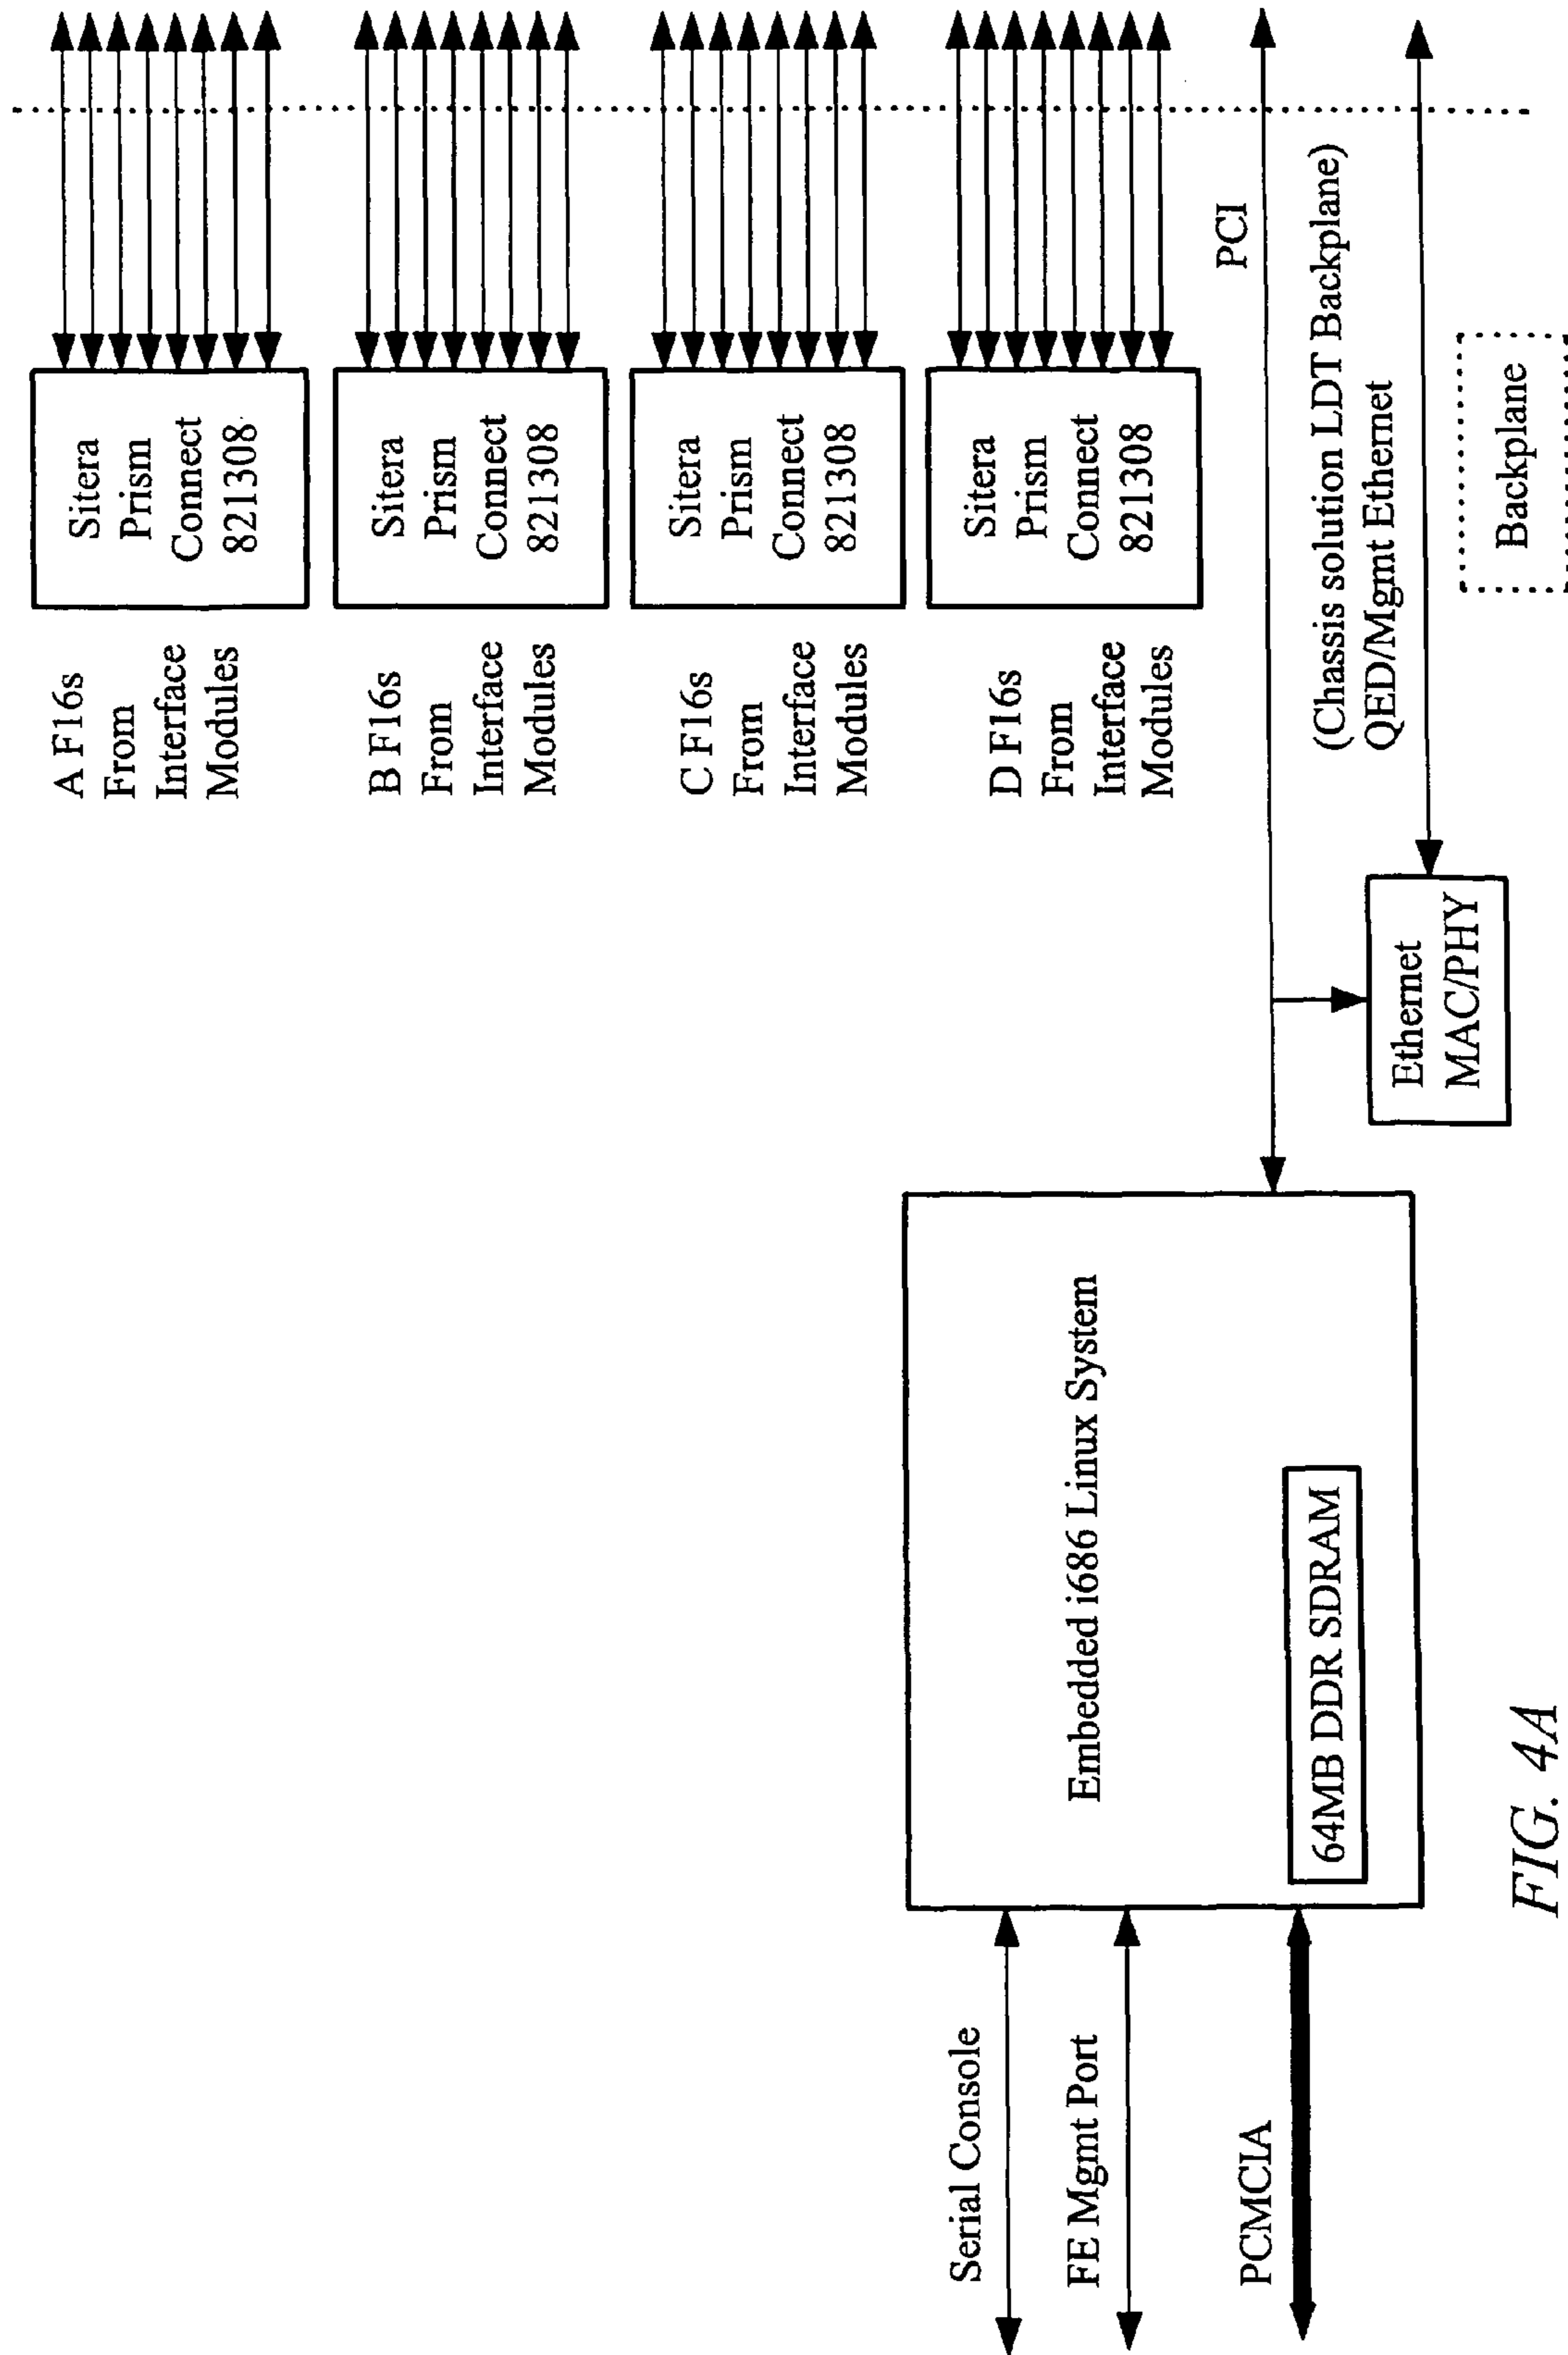 A F16s
From
Interface
Modules
Sitera
Prism
Connect
821308
B F16s
From
Interface
Modules
Sitera
Prism
Connect
821308
C F16s
From
Interface
Modules
Sitera
Prism
Connect
821308
D F16s
From
Interface
Modules
Sitera
Prism
Connect
821308
Serial Console
FE Mgmt Port
PCMCIA
Embedded i686 Linux System
64MB DDR SDRAM
PCI
(Chassis solution LDT Backplane)
QED/Mgmt Ethernet
Ethernet
MAC/PHY
Backplane
FIG. 4A